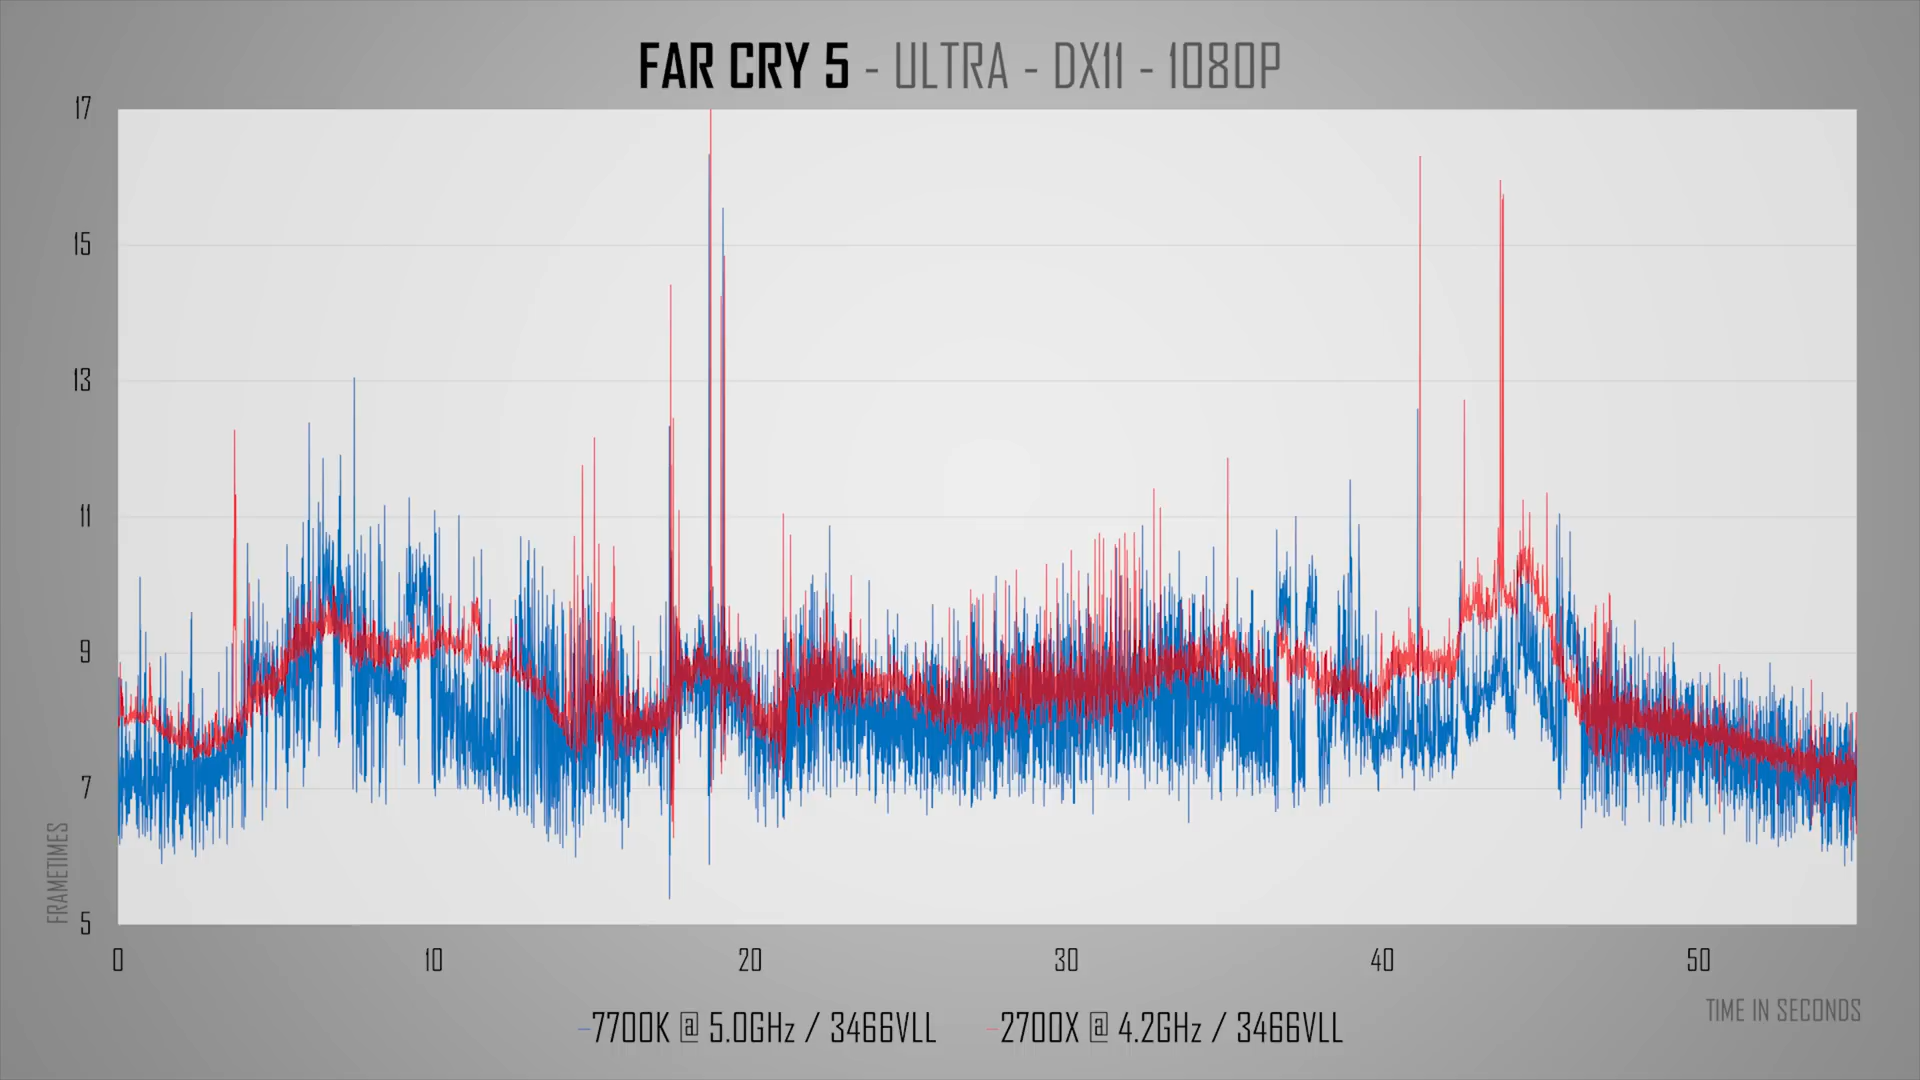 FAR CRY 5 - ULTRA - DX11 - 1080P
17
15
13
11
9
7
5
FRAMETIMES
0 10 20 30 40 50
TIME IN SECONDS
7700K @ 5.0GHz / 3466VLL
2700X @ 4.2GHz / 3466VLL